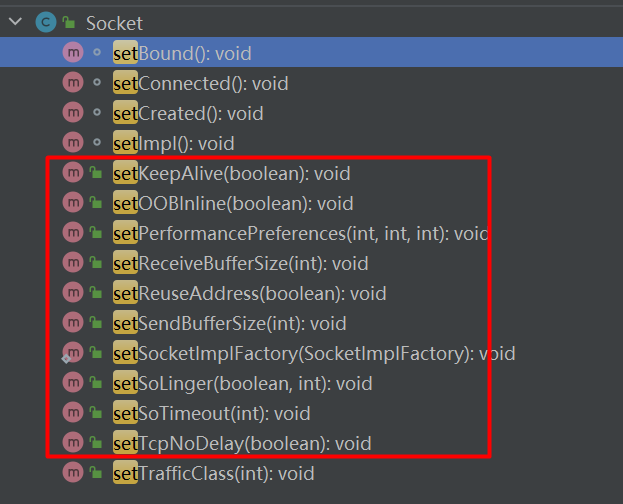 Socket
setBound(): void
setConnected(): void
setCreated(): void
setImpl(): void
setKeepAlive(boolean): void
setOOBInline(boolean): void
setPerformancePreferences(int, int, int): void
setReceiveBufferSize(int): void
setReuseAddress(boolean): void
setSendBufferSize(int): void
setSocketImplFactory(SocketImplFactory): void
setSoLinger(boolean, int): void
setSoTimeout(int): void
setTcpNoDelay(boolean): void
setTrafficClass(int): void